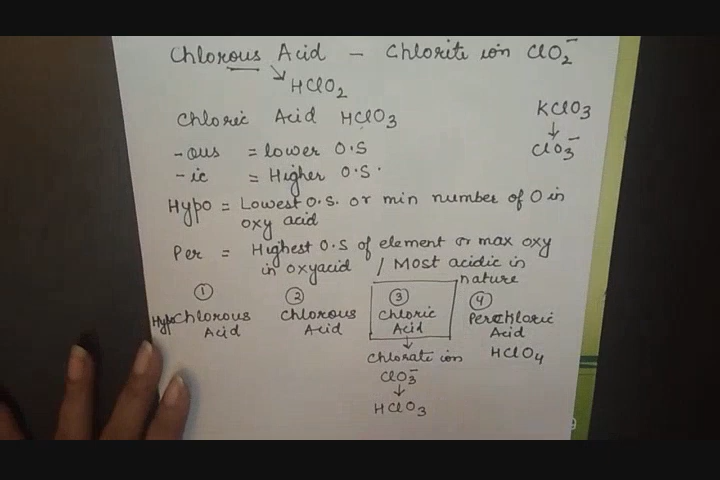 Chlorous Acid - Chlorite ion ClO2-
↘ HClO2
Chloric Acid HClO3
KClO3
↓
ClO3-
-ous = lower O.S
-ic = Higher O.S.
Hypo = Lowest O.S. or min number of O in
oxy acid
Per = Highest O.S of element or max oxy
in oxyacid / Most acidic in
nature
1 2 3 4
HypoChlorous Chlorous Chloric PerChloric
Acid Acid Acid Acid
↓
Chlorate ion HClO4
ClO3-
↓
HClO3